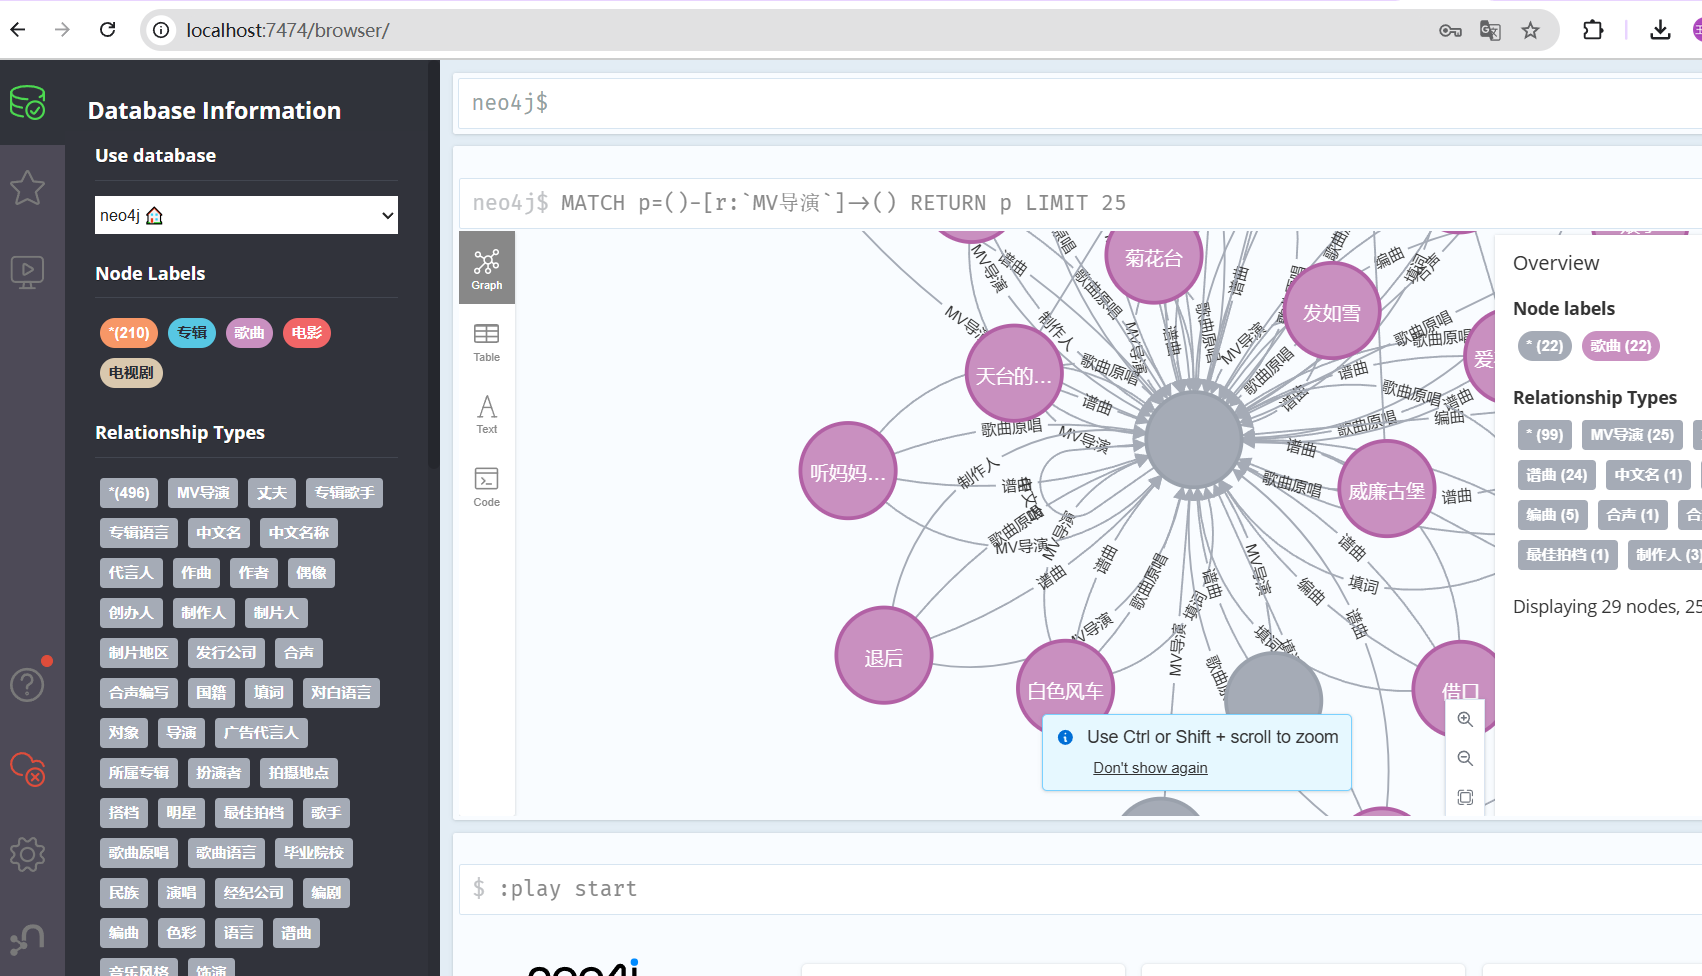 localhost:7474/browser/
Database Information
Use database
neo4j
Node Labels
*(210) 专辑 歌曲 电影
电视剧
Relationship Types
*(496) MV导演 丈夫 专辑歌手
专辑语言 中文名 中文名称
代言人 作曲 作者 偶像
创办人 制作人 制片人
制片地区 发行公司 合声
合声编写 国籍 填词 对白语言
对象 导演 广告代言人
所属专辑 扮演者 拍摄地点
搭档 明星 最佳拍档 歌手
歌曲原唱 歌曲语言 毕业院校
民族 演唱 经纪公司 编剧
编曲 色彩 语言 谱曲
音乐风格 饰演
neo4j$
neo4j$ MATCH p=()-[r:`MV导演`]->() RETURN p LIMIT 25
Graph
Table
Text
Code
菊花台
发如雪
天台的...
听妈妈...
威廉古堡
退后
白色风车
借口
爱
MV导演
谱曲
歌曲原唱
制作人
编曲
填词
Use Ctrl or Shift + scroll to zoom
Don't show again
Overview
Node labels
* (22) 歌曲 (22)
Relationship Types
* (99) MV导演 (25)
谱曲 (24) 中文名 (1)
编曲 (5) 合声 (1) 合
最佳拍档 (1) 制作人 (3)
Displaying 29 nodes, 25
$ :play start
neo4j